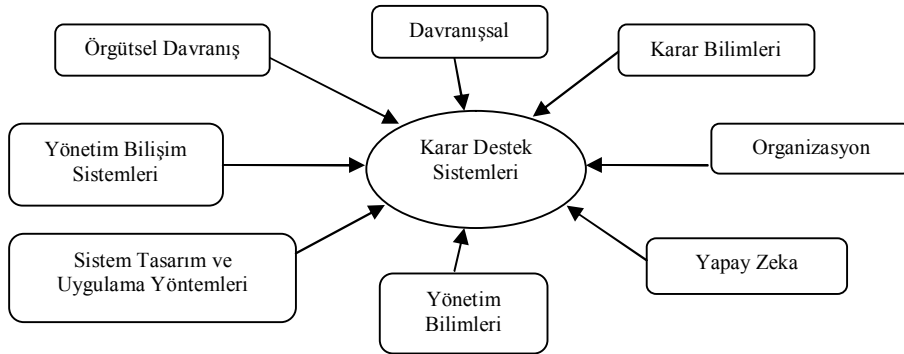 Örgütsel Davranış
Davranışsal
Karar Bilimleri
Yönetim Bilişim
Sistemleri
Karar Destek
Sistemleri
Organizasyon
Sistem Tasarım ve
Uygulama Yöntemleri
Yönetim
Bilimleri
Yapay Zeka